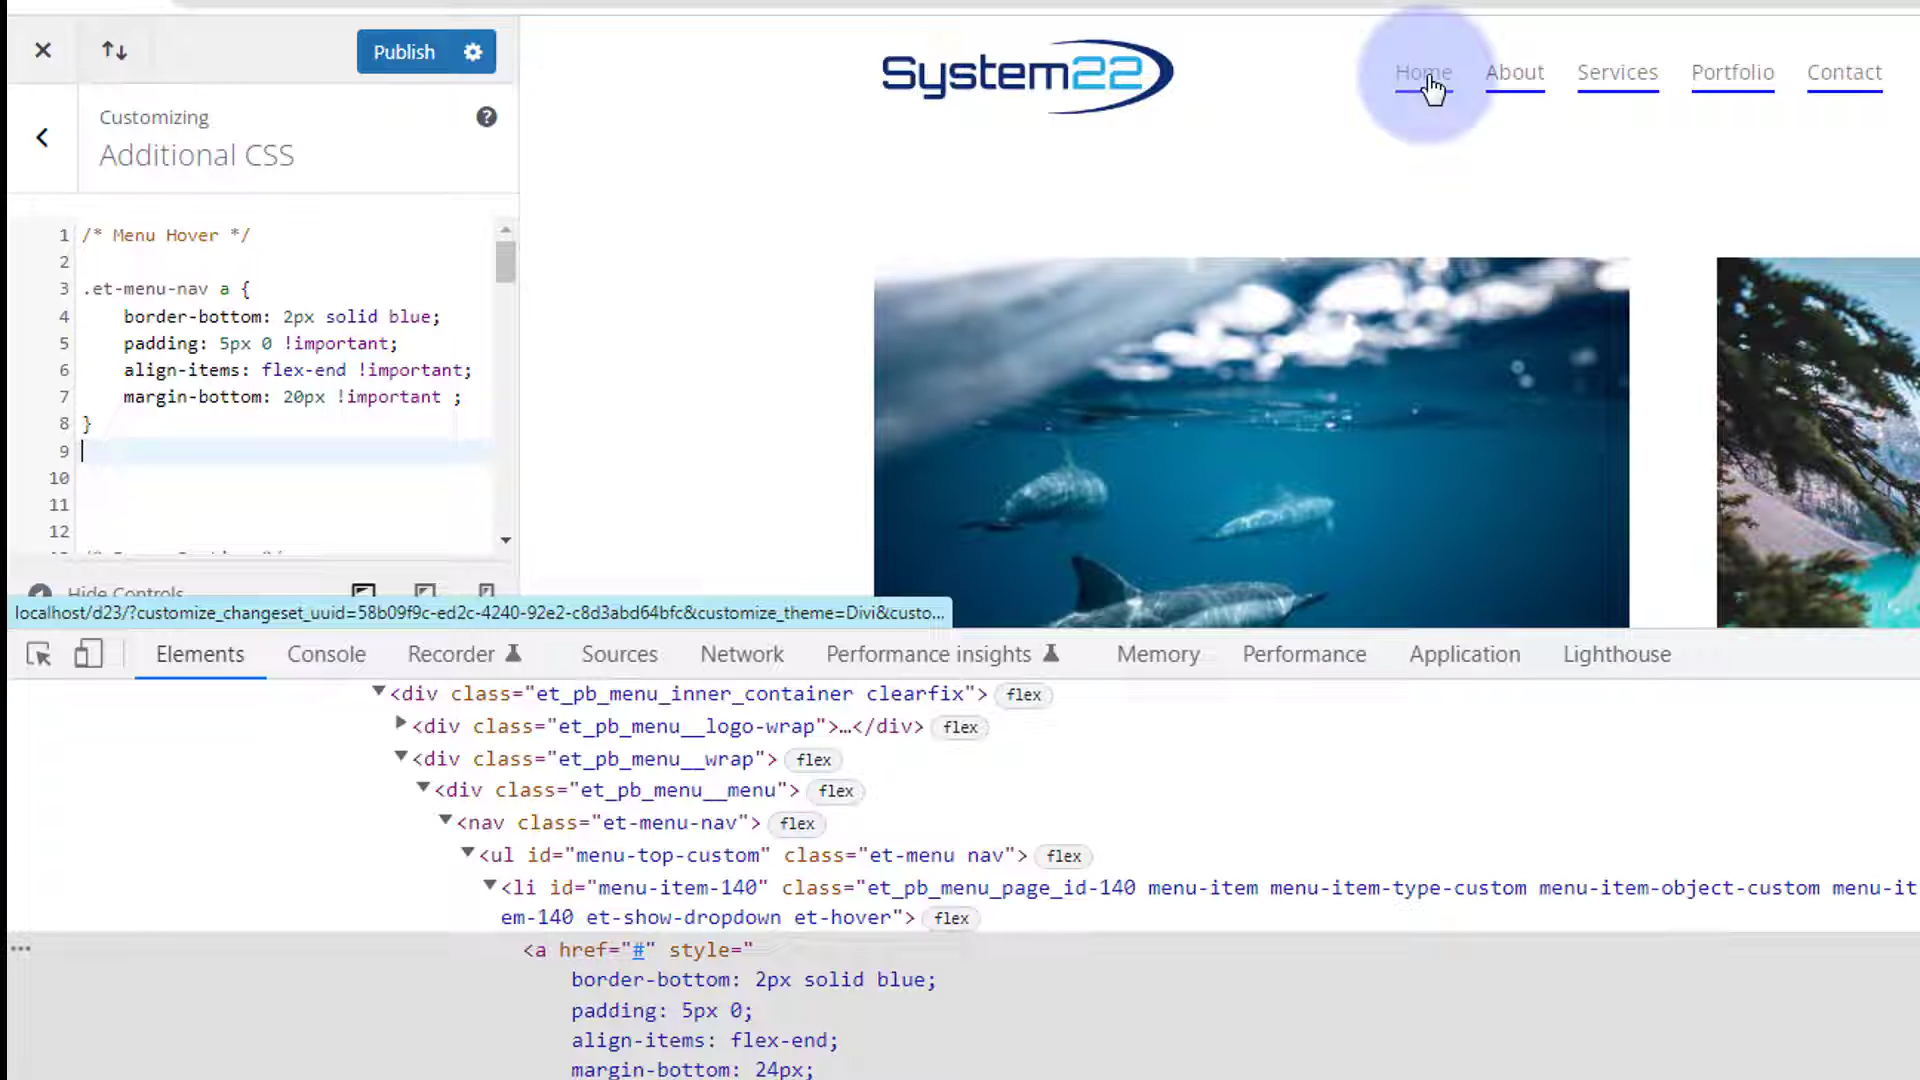 Publish
System22
Home About Services Portfolio Contact
Customizing
Additional CSS
1 /* Menu Hover */
2
3 .et-menu-nav a {
4 border-bottom: 2px solid blue;
5 padding: 5px 0 !important;
6 align-items: flex-end !important;
7 margin-bottom: 20px !important ;
8 }
9
10
11
12
Hide Controls
localhost/d23/?customize_changeset_uuid=58b09f9c-ed2c-4240-92e2-c8d3abd64bfc&customize_theme=Divi&custo...
Elements Console Recorder Sources Network Performance insights Memory Performance Application Lighthouse
<div class="et_pb_menu_inner_container clearfix"> flex
<div class="et_pb_menu__logo-wrap">…</div> flex
<div class="et_pb_menu__wrap"> flex
<div class="et_pb_menu__menu"> flex
<nav class="et-menu-nav"> flex
<ul id="menu-top-custom" class="et-menu nav"> flex
<li id="menu-item-140" class="et_pb_menu_page_id-140 menu-item menu-item-type-custom menu-item-object-custom menu-it
em-140 et-show-dropdown et-hover"> flex
<a href="#" style="
border-bottom: 2px solid blue;
padding: 5px 0;
align-items: flex-end;
margin-bottom: 24px;